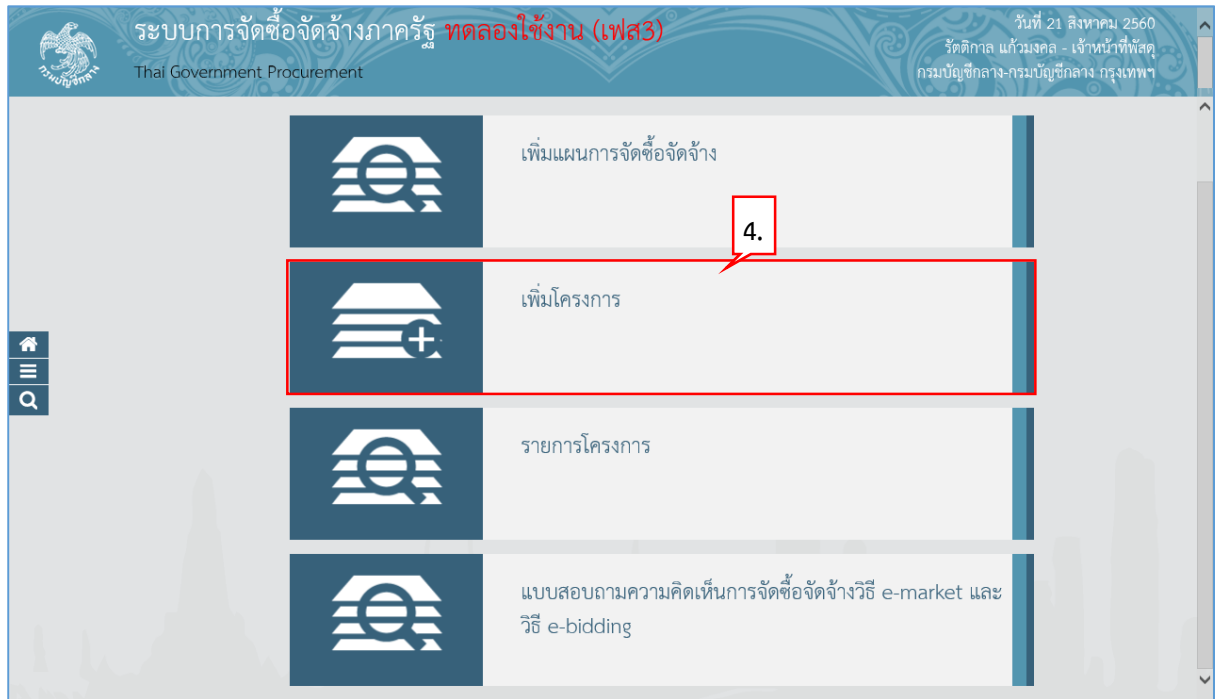 ระบบการจัดซื้อจัดจ้างภาครัฐ ทดลองใช้งาน (เฟส3)
Thai Government Procurement
วันที่ 21 สิงหาคม 2560
รัตติกาล แก้วมงคล - เจ้าหน้าที่พัสดุ
กรมบัญชีกลาง-กรมบัญชีกลาง กรุงเทพฯ
เพิ่มแผนการจัดซื้อจัดจ้าง
4.
เพิ่มโครงการ
รายการโครงการ
แบบสอบถามความคิดเห็นการจัดซื้อจัดจ้างวิธี e-market และ
วิธี e-bidding